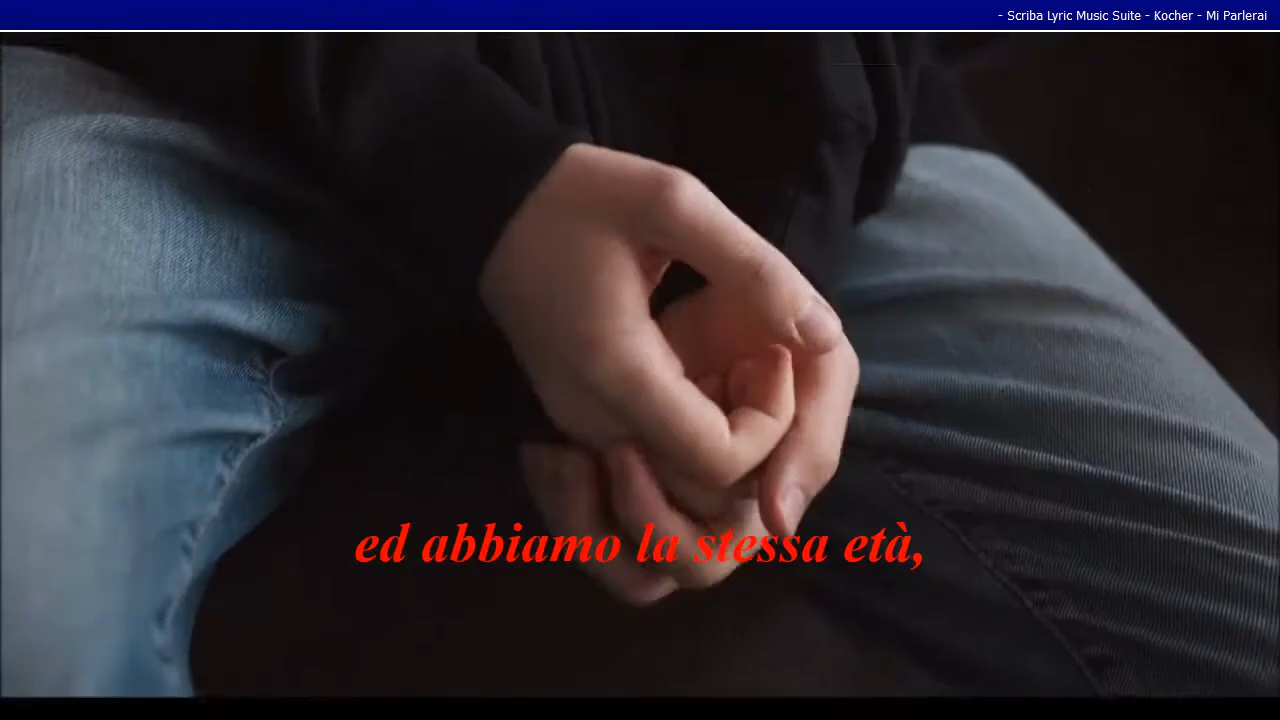 - Scriba Lyric Music Suite - Kocher - Mi Parlerai
ed abbiamo la stessa età,